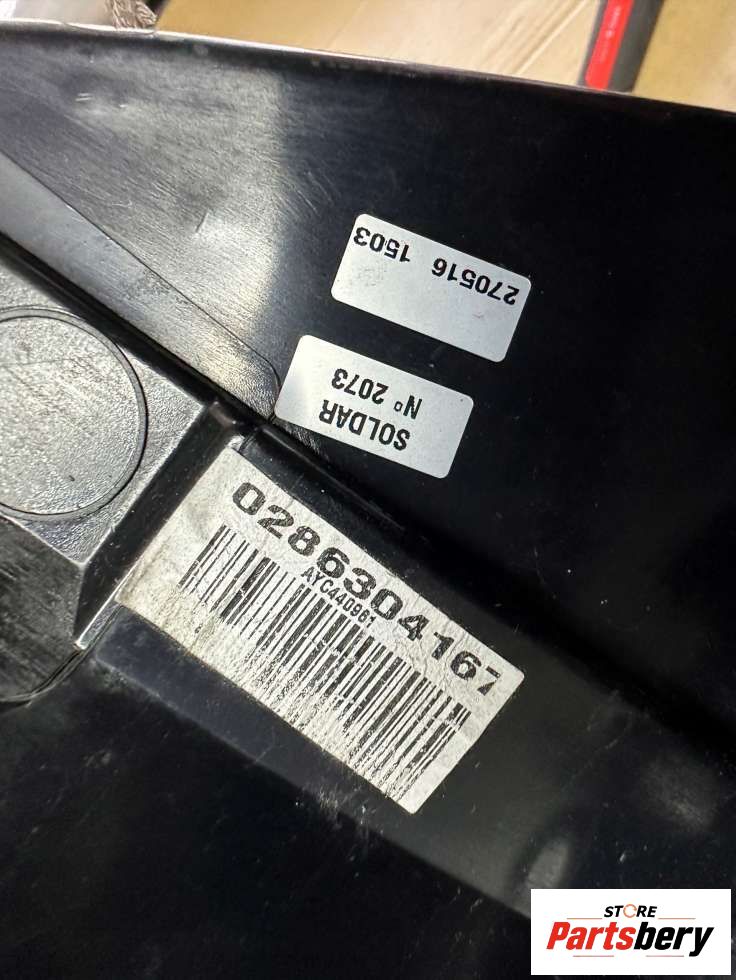 270516 1503
SOLDAR
Nº 2073
0286304167
AYC440961
STORE
Partsbery